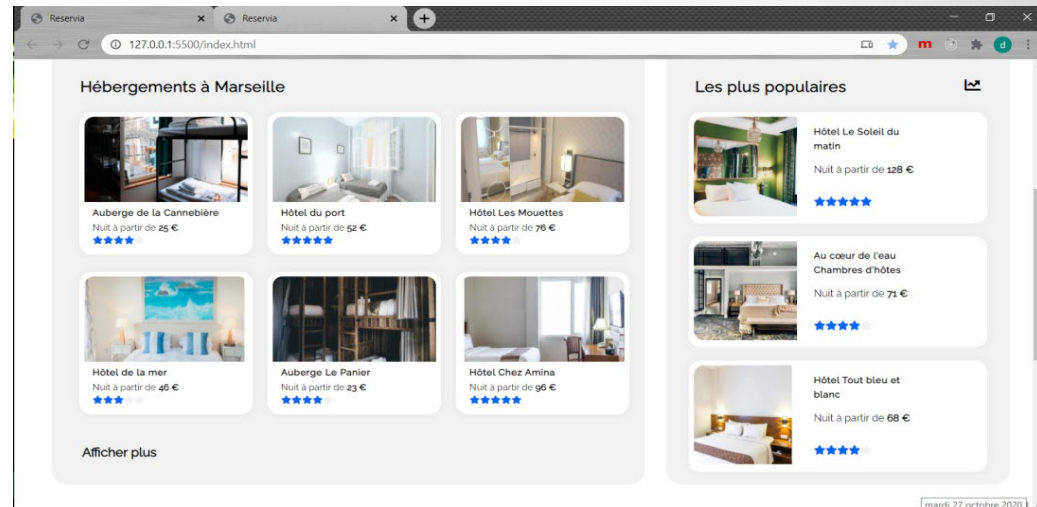 Reservia
Reservia
127.0.0.1:5500/index.html
m
d
Hébergements à Marseille
Auberge de la Cannebière
Nuit à partir de 25 €
Hôtel du port
Nuit à partir de 52 €
Hôtel Les Mouettes
Nuit à partir de 76 €
Hôtel de la mer
Nuit à partir de 46 €
Auberge Le Panier
Nuit à partir de 23 €
Hôtel Chez Amina
Nuit à partir de 96 €
Afficher plus
Les plus populaires
Hôtel Le Soleil du
matin
Nuit à partir de 128 €
Au cœur de l'eau
Chambres d'hôtes
Nuit à partir de 71 €
Hôtel Tout bleu et
blanc
Nuit à partir de 68 €
mardi 27 octobre 2020